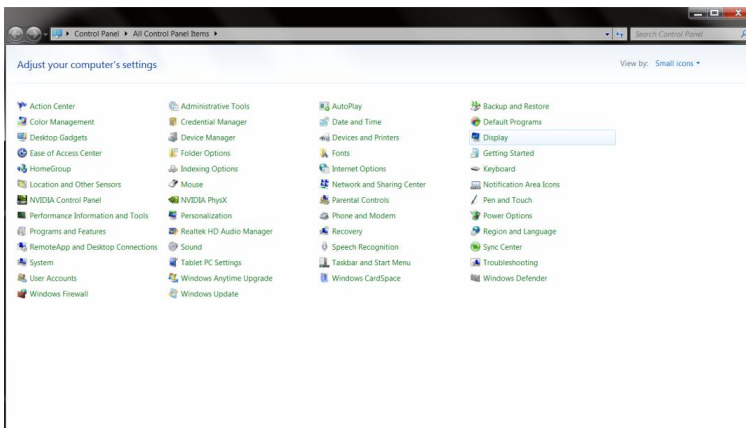 Control Panel ▸ All Control Panel Items ▸ Search Control Panel
Adjust your computer's settings View by: Small icons
Action Center Administrative Tools AutoPlay Backup and Restore
Color Management Credential Manager Date and Time Default Programs
Desktop Gadgets Device Manager Devices and Printers Display
Ease of Access Center Folder Options Fonts Getting Started
HomeGroup Indexing Options Internet Options Keyboard
Location and Other Sensors Mouse Network and Sharing Center Notification Area Icons
NVIDIA Control Panel NVIDIA PhysX Parental Controls Pen and Touch
Performance Information and Tools Personalization Phone and Modem Power Options
Programs and Features Realtek HD Audio Manager Recovery Region and Language
RemoteApp and Desktop Connections Sound Speech Recognition Sync Center
System Tablet PC Settings Taskbar and Start Menu Troubleshooting
User Accounts Windows Anytime Upgrade Windows CardSpace Windows Defender
Windows Firewall Windows Update